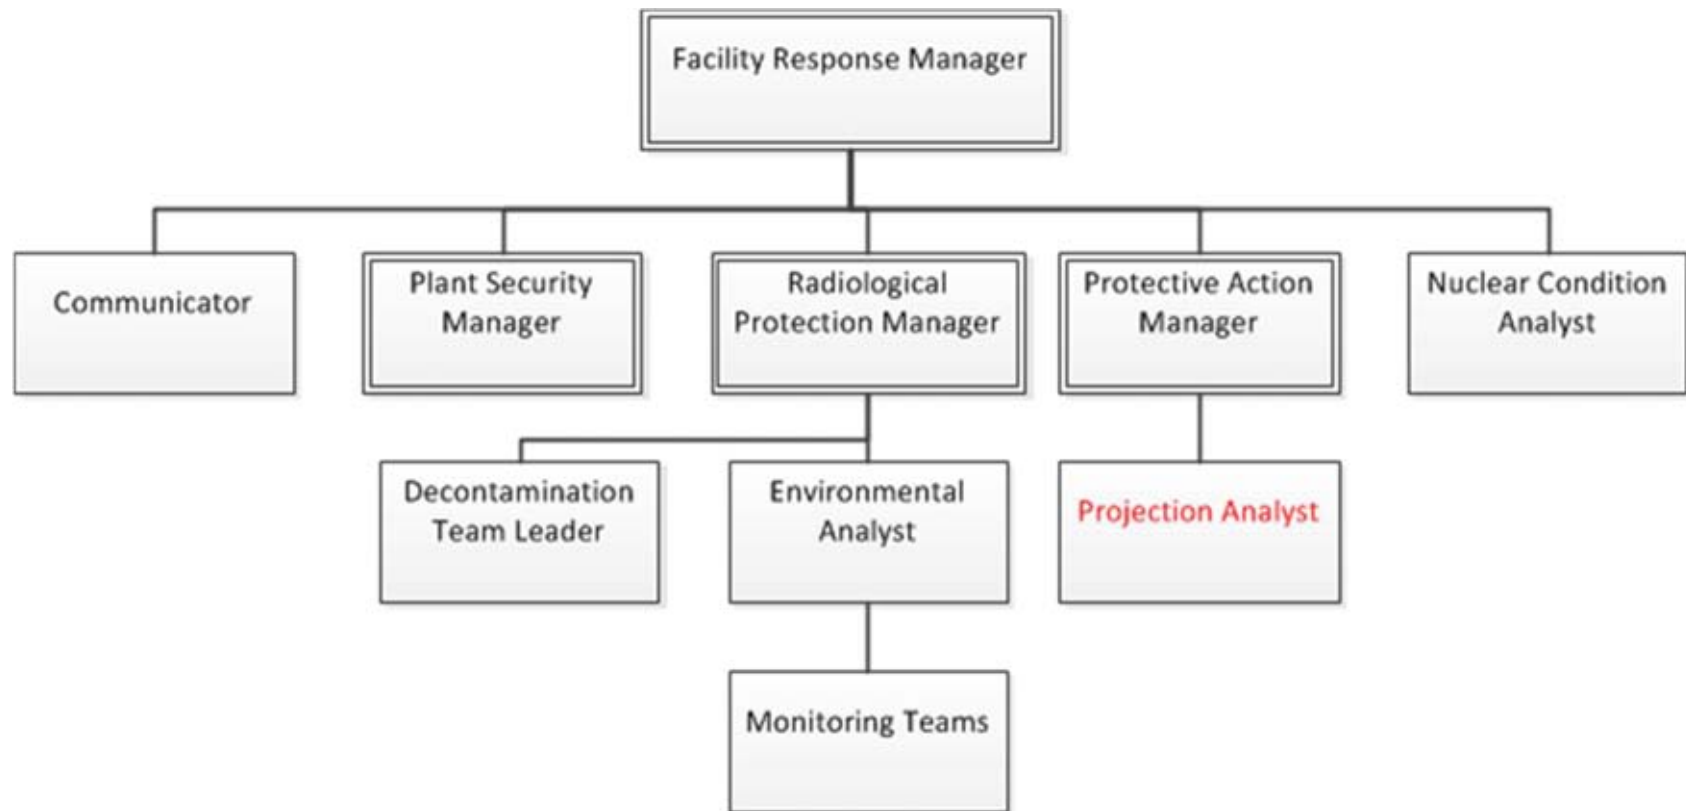 Facility Response Manager
Communicator
Plant Security
Manager
Radiological
Protection Manager
Protective Action
Manager
Nuclear Condition
Analyst
Decontamination
Team Leader
Environmental
Analyst
Projection Analyst
Monitoring Teams